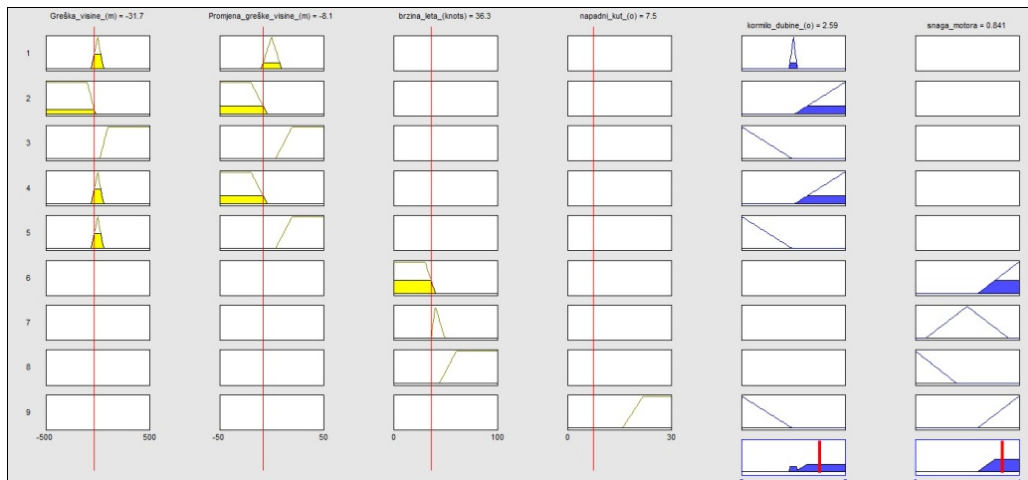 Greška_visine_(m) = -31.7
Promjena_greške_visine_(m) = -8.1
brzina_leta_(knots) = 36.3
napadni_kut_(o) = 7.5
kormilo_dubine_(o) = 2.59
snaga_motora = 0.841
1
2
3
4
5
6
7
8
9
-500 500
-50 50
0 100
0 30